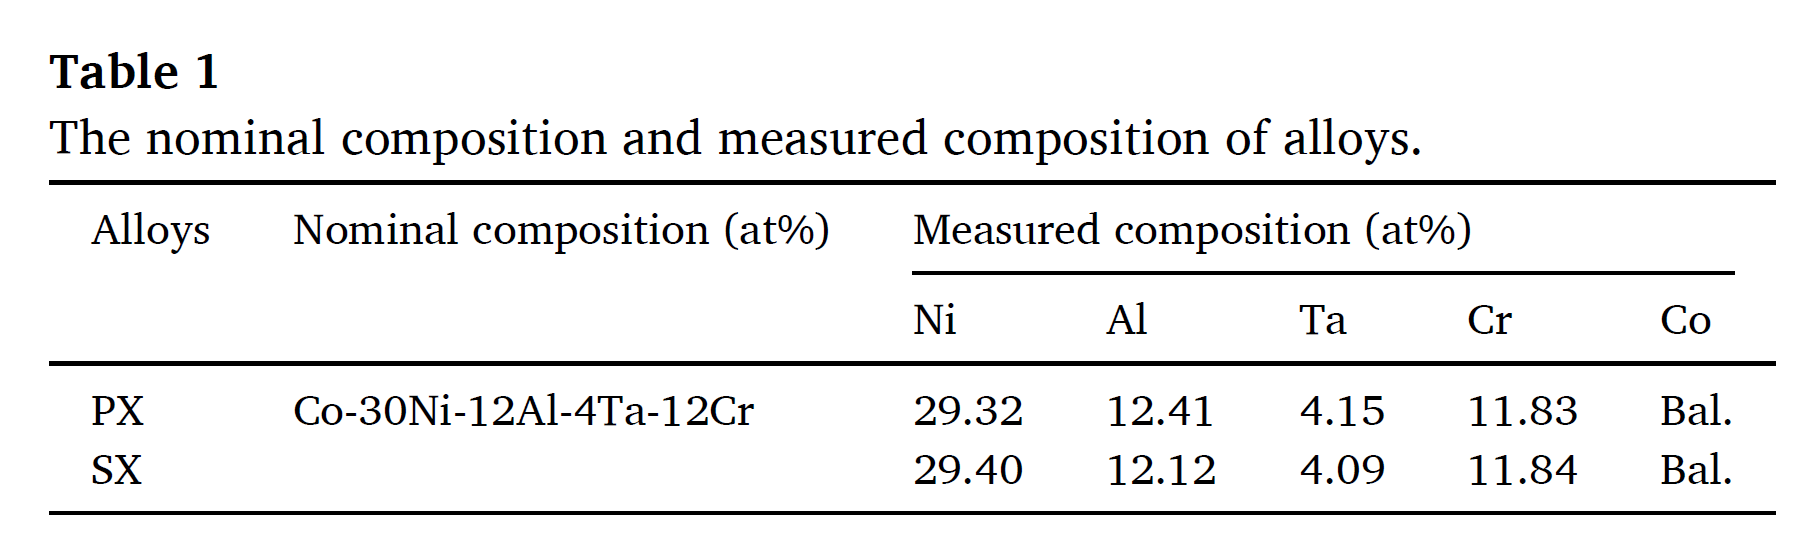 Table 1
The nominal composition and measured composition of alloys.
Alloys Nominal composition (at%) Measured composition (at%)
Ni Al Ta Cr Co
PX Co-30Ni-12Al-4Ta-12Cr 29.32 12.41 4.15 11.83 Bal.
SX 29.40 12.12 4.09 11.84 Bal.